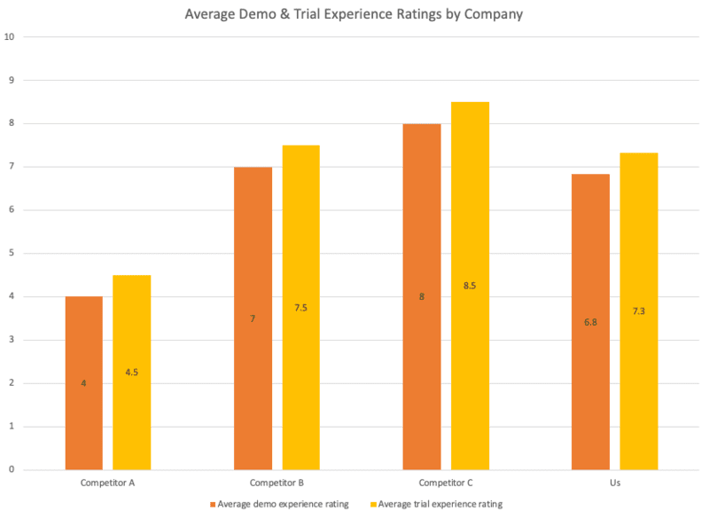 Average Demo & Trial Experience Ratings by Company
10
9
8
7
6
5
4
3
2
1
0
4
4.5
7
7.5
8
8.5
6.8
7.3
Competitor A
Competitor B
Competitor C
Us
Average demo experience rating
Average trial experience rating